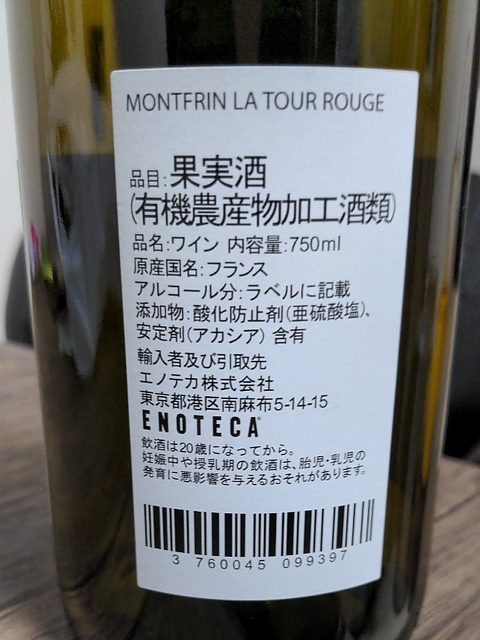 MONTFRIN LA TOUR ROUGE
品目:果実酒
(有機農産物加工酒類)
品名:ワイン 内容量:750ml
原産国名:フランス
アルコール分:ラベルに記載
添加物:酸化防止剤(亜硫酸塩)、
安定剤(アカシア) 含有
輸入者及び引取先
エノテカ株式会社
東京都港区南麻布5-14-15
ENOTECA
飲酒は20歳になってから。
妊娠中や授乳期の飲酒は、胎児・乳児の
発育に悪影響を与えるおそれがあります。
3 760045 099397